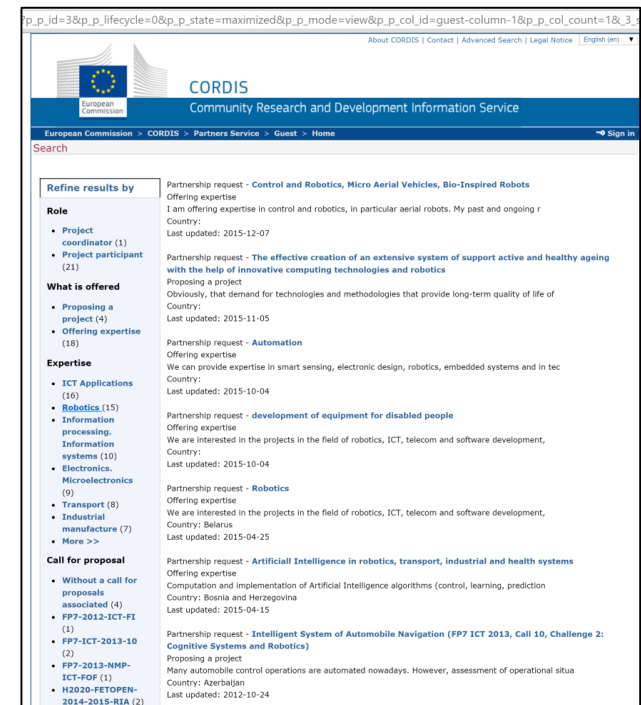 ?p_p_id=3&p_p_lifecycle=0&p_p_state=maximized&p_p_mode=view&p_p_col_id=guest-column-1&p_p_col_count=1&_3_s
About CORDIS | Contact | Advanced Search | Legal Notice English (en) ▼
European
Commission
CORDIS
Community Research and Development Information Service
European Commission > CORDIS > Partners Service > Guest > Home Sign in
Search
Refine results by
Role
• Project
coordinator (1)
• Project participant
(21)
What is offered
• Proposing a
project (4)
• Offering expertise
(18)
Expertise
• ICT Applications
(16)
• Robotics (15)
• Information
processing.
Information
systems (10)
• Electronics.
Microelectronics
(9)
• Transport (8)
• Industrial
manufacture (7)
• More >>
Call for proposal
• Without a call for
proposals
associated (4)
• FP7-2012-ICT-FI
(1)
• FP7-ICT-2013-10
(2)
• FP7-2013-NMP-
ICT-FOF (1)
• H2020-FETOPEN-
2014-2015-RIA (2)
Partnership request - Control and Robotics, Micro Aerial Vehicles, Bio-Inspired Robots
Offering expertise
I am offering expertise in control and robotics, in particular aerial robots. My past and ongoing r
Country:
Last updated: 2015-12-07
Partnership request - The effective creation of an extensive system of support active and healthy ageing
with the help of innovative computing technologies and robotics
Proposing a project
Obviously, that demand for technologies and methodologies that provide long-term quality of life of
Country:
Last updated: 2015-11-05
Partnership request - Automation
Offering expertise
We can provide expertise in smart sensing, electronic design, robotics, embedded systems and in tec
Country:
Last updated: 2015-10-04
Partnership request - development of equipment for disabled people
Offering expertise
We are interested in the projects in the field of robotics, ICT, telecom and software development,
Country:
Last updated: 2015-10-04
Partnership request - Robotics
Offering expertise
We are interested in the projects in the field of robotics, ICT, telecom and software development,
Country: Belarus
Last updated: 2015-04-25
Partnership request - Artificiall Intelligence in robotics, transport, industrial and health systems
Offering expertise
Computation and implementation of Artificial Intelligence algorithms (control, learning, prediction
Country: Bosnia and Herzegovina
Last updated: 2015-04-15
Partnership request - Intelligent System of Automobile Navigation (FP7 ICT 2013, Call 10, Challenge 2:
Cognitive Systems and Robotics)
Proposing a project
Many automobile control operations are automated nowadays. However, assessment of operational situa
Country: Azerbaijan
Last updated: 2012-10-24